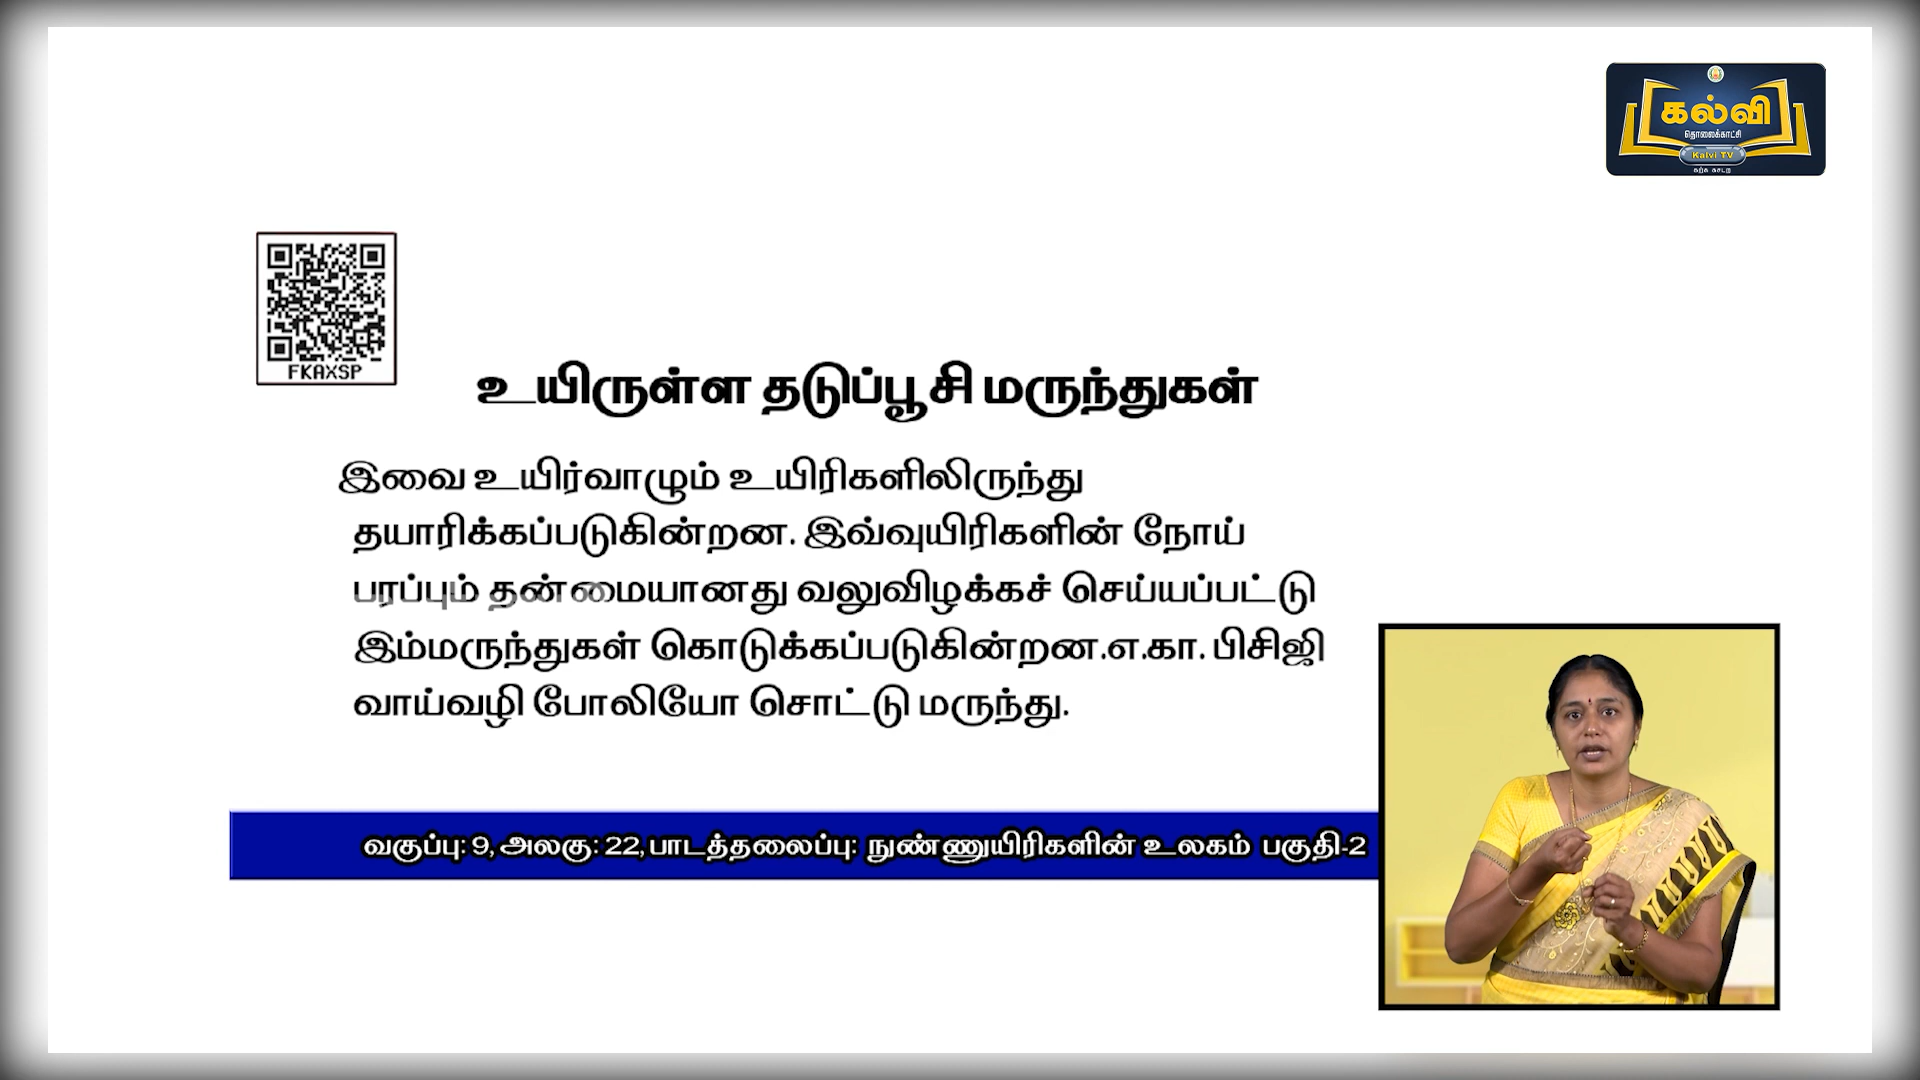 கல்வி
தொலைக்காட்சி
Kalvi TV
கற்க கசடற
FKAXSP
உயிருள்ள தடுப்பூசி மருந்துகள்
இவை உயிர்வாழும் உயிரிகளிலிருந்து
தயாரிக்கப்படுகின்றன. இவ்வுயிரிகளின் நோய்
பரப்பும் தன்மையானது வலுவிழக்கச் செய்யப்பட்டு
இம்மருந்துகள் கொடுக்கப்படுகின்றன.எ.கா. பிசிஜி
வாய்வழி போலியோ சொட்டு மருந்து.
வகுப்பு: 9, அலகு: 22, பாடத்தலைப்பு: நுண்ணுயிரிகளின் உலகம் பகுதி-2